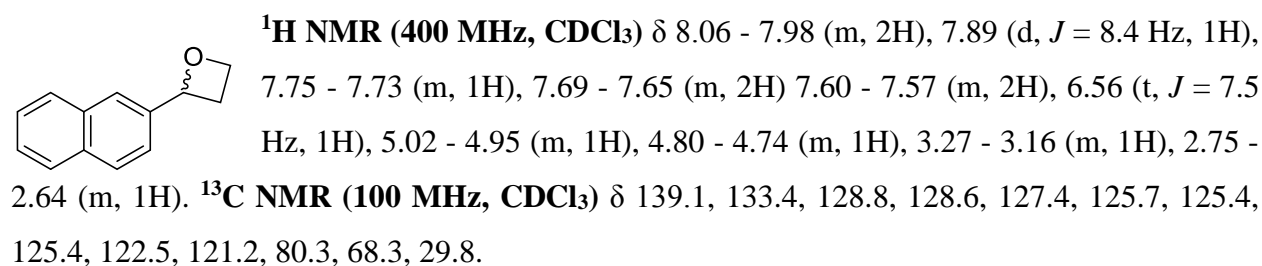 O
¹H NMR (400 MHz, CDCl₃) δ 8.06 - 7.98 (m, 2H), 7.89 (d, J = 8.4 Hz, 1H),
7.75 - 7.73 (m, 1H), 7.69 - 7.65 (m, 2H) 7.60 - 7.57 (m, 2H), 6.56 (t, J = 7.5
Hz, 1H), 5.02 - 4.95 (m, 1H), 4.80 - 4.74 (m, 1H), 3.27 - 3.16 (m, 1H), 2.75 -
2.64 (m, 1H). ¹³C NMR (100 MHz, CDCl₃) δ 139.1, 133.4, 128.8, 128.6, 127.4, 125.7, 125.4,
125.4, 122.5, 121.2, 80.3, 68.3, 29.8.